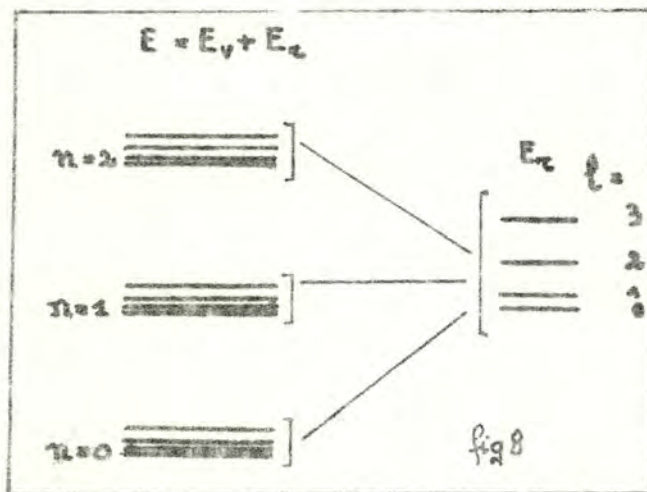 E = Eᵥ + Eᵣ
n=2
n=1
n=0
Eᵣ
ℓ =
3
2
1
0
fig 8